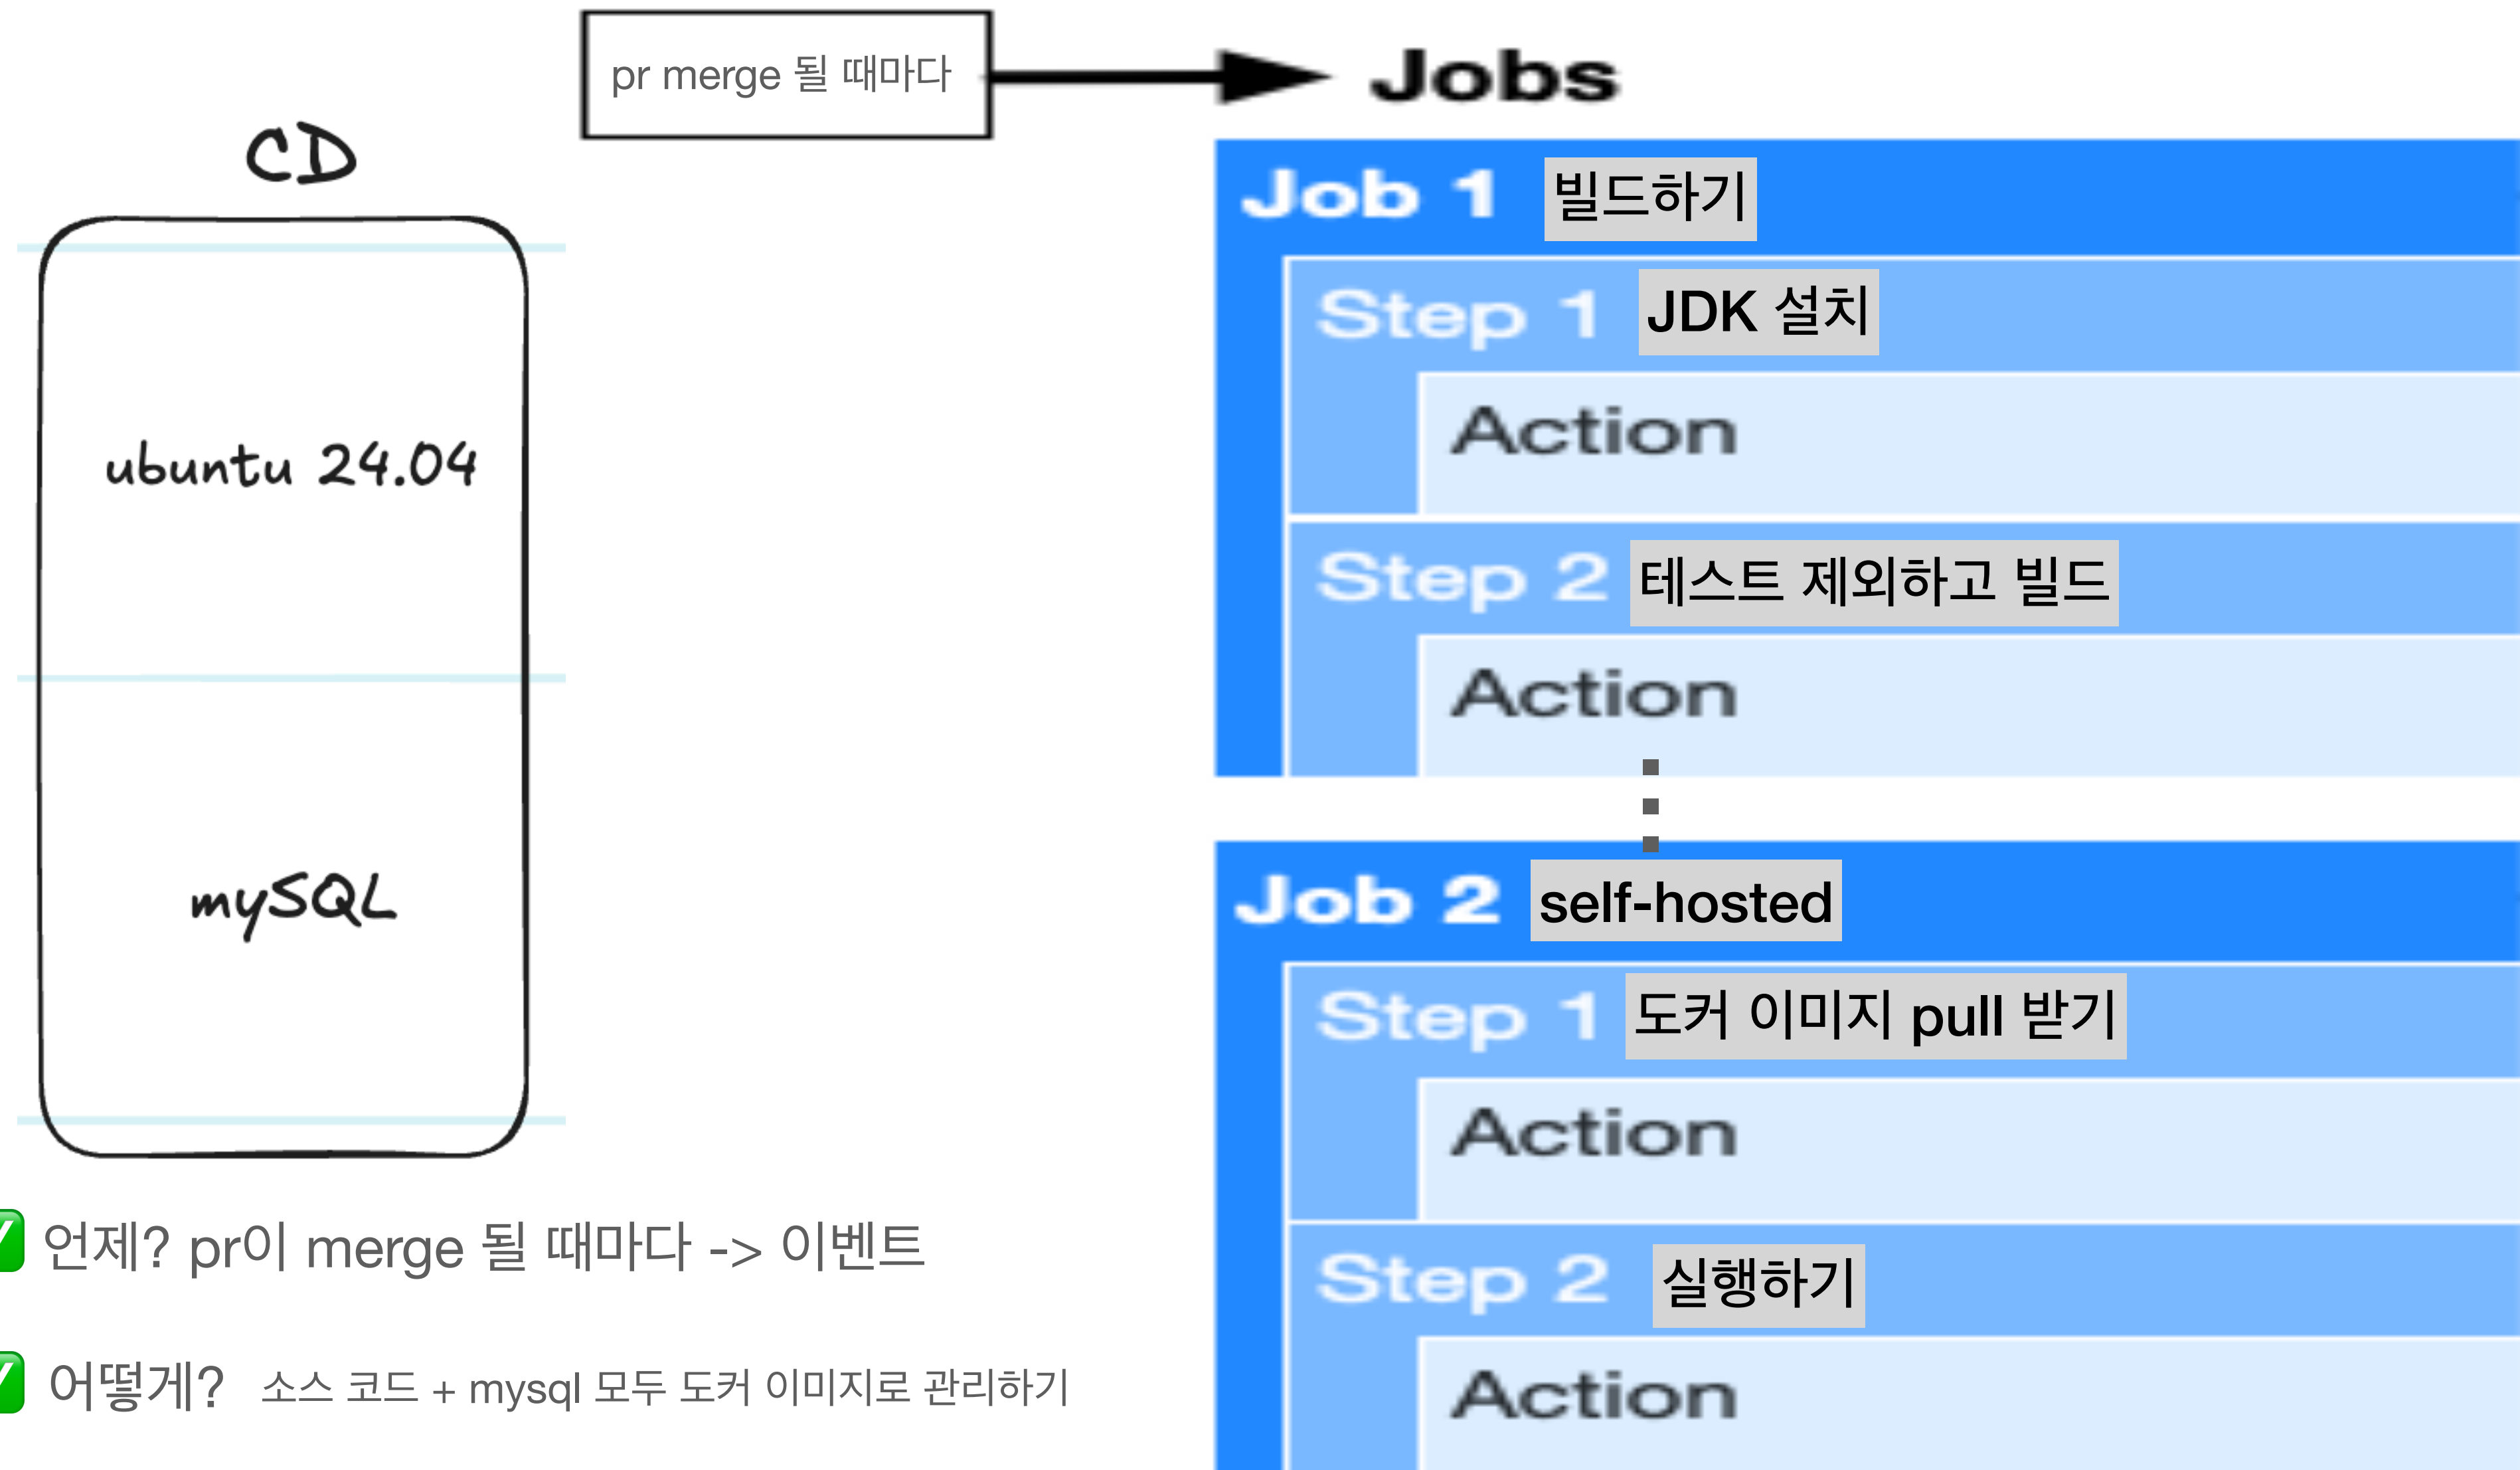 pr merge 될 때마다
Jobs
CD
ubuntu 24.04
mySQL
Job 1 빌드하기
Step 1 JDK 설치
Action
Step 2 테스트 제외하고 빌드
Action
Job 2 self-hosted
Step 1 도커 이미지 pull 받기
Action
Step 2 실행하기
Action
언제? pr이 merge 될 때마다 -> 이벤트
어떻게? 소스 코드 + mysql 모두 도커 이미지로 관리하기